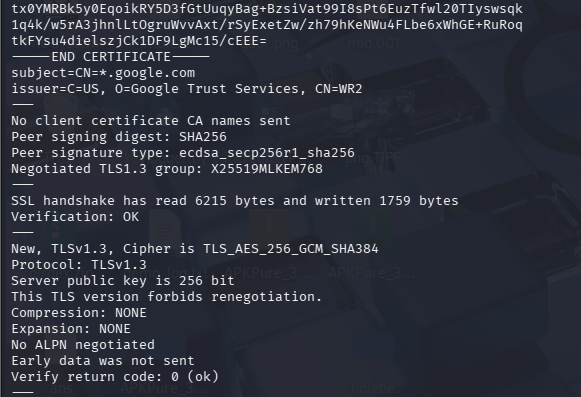 tx0YMRBk5y0EqoikRY5D3fGtUuqyBag+BzsiVat99I8sPt6EuzTfwl20TIyswsqk
1q4k/w5rA3jhnlLtOgruWvvAxt/rSyExetZw/zh79hKeNWu4FLbe6xWhGE+RuRoq
tkFYsu4dielszjCk1DF9LgMc15/cEEE=
-----END CERTIFICATE-----
subject=CN=*.google.com
issuer=C=US, O=Google Trust Services, CN=WR2
---
No client certificate CA names sent
Peer signing digest: SHA256
Peer signature type: ecdsa_secp256r1_sha256
Negotiated TLS1.3 group: X25519MLKEM768
---
SSL handshake has read 6215 bytes and written 1759 bytes
Verification: OK
---
New, TLSv1.3, Cipher is TLS_AES_256_GCM_SHA384
Protocol: TLSv1.3
Server public key is 256 bit
This TLS version forbids renegotiation.
Compression: NONE
Expansion: NONE
No ALPN negotiated
Early data was not sent
Verify return code: 0 (ok)
---